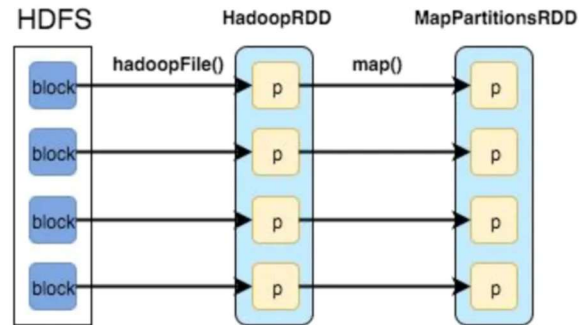 HDFS
HadoopRDD
MapPartitionsRDD
hadoopFile()
map()
block
p
p
block
p
p
block
p
p
block
p
p